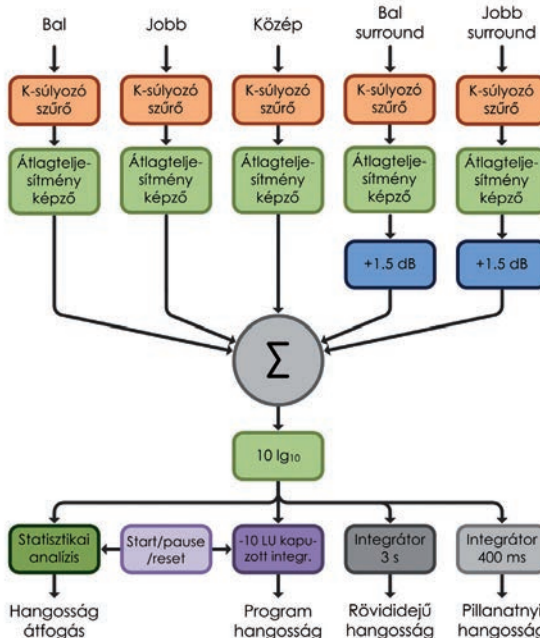 Bal
Jobb
Közép
Bal
surround
Jobb
surround
K-súlyozó
szűrő
K-súlyozó
szűrő
K-súlyozó
szűrő
K-súlyozó
szűrő
K-súlyozó
szűrő
Átlagtelje-
sítmény
képző
Átlagtelje-
sítmény
képző
Átlagtelje-
sítmény
képző
Átlagtelje-
sítmény
képző
Átlagtelje-
sítmény
képző
+1.5 dB
+1.5 dB
Σ
10 lg₁₀
Statisztikai
analízis
Start/pause
/reset
-10 LU kapu-
zott integr.
Integrátor
3 s
Integrátor
400 ms
Hangosság
átfogás
Program
hangosság
Rövididejű
hangosság
Pillanatnyi
hangosság